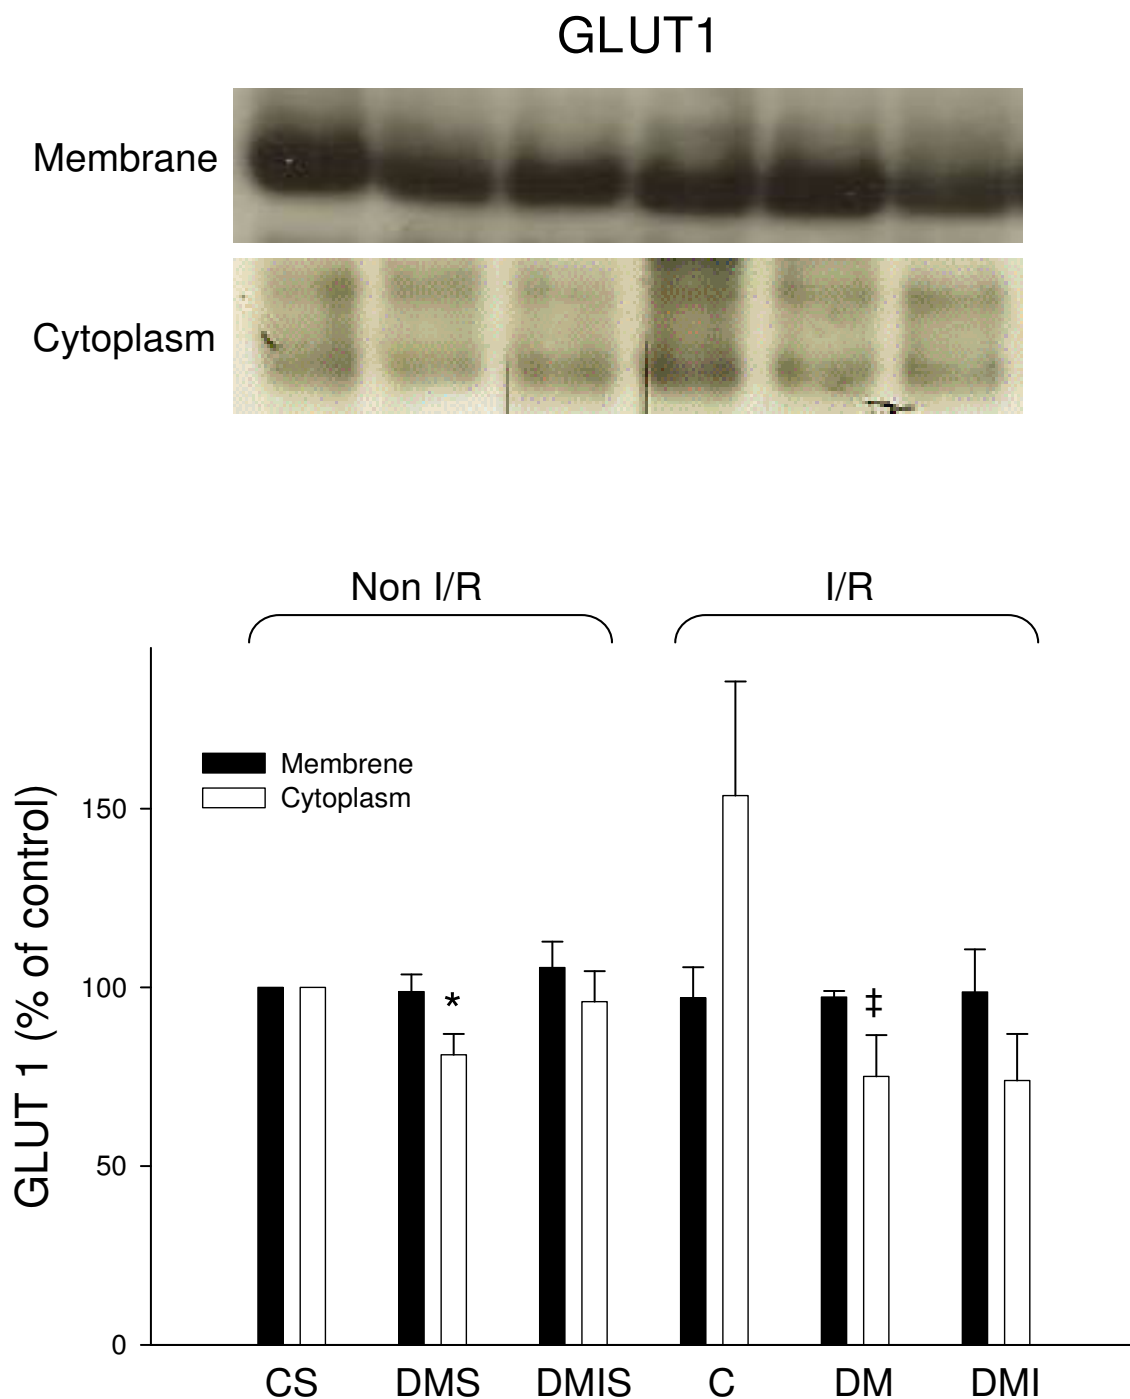 GLUT1
Membrane
Cytoplasm
Non I/R
I/R
Membrene
Cytoplasm
GLUT 1 (% of control)
150
100
50
0
*
‡
CS DMS DMIS C DM DMI